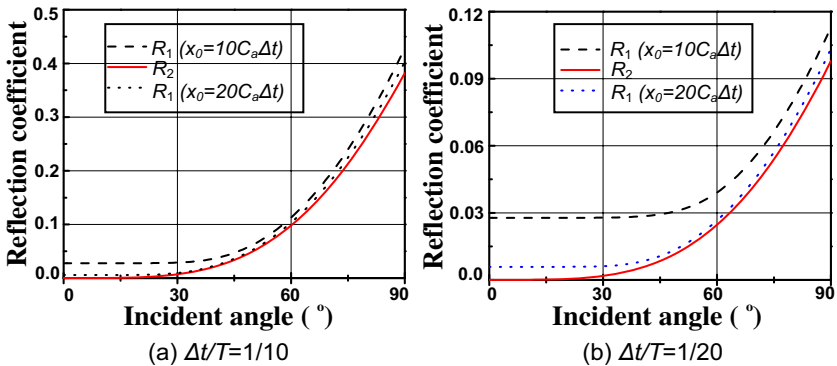 0.5
0.4
0.3
0.2
0.1
0.0
Reflection coefficient
R₁ (x₀=10CₐΔt)
R₂
R₁ (x₀=20CₐΔt)
0 30 60 90
Incident angle ( °)
(a) Δt/T=1/10
0.12
0.09
0.06
0.03
0.0
Reflection coefficient
R₁ (x₀=10CₐΔt)
R₂
R₁ (x₀=20CₐΔt)
0 30 60 90
Incident angle ( °)
(b) Δt/T=1/20